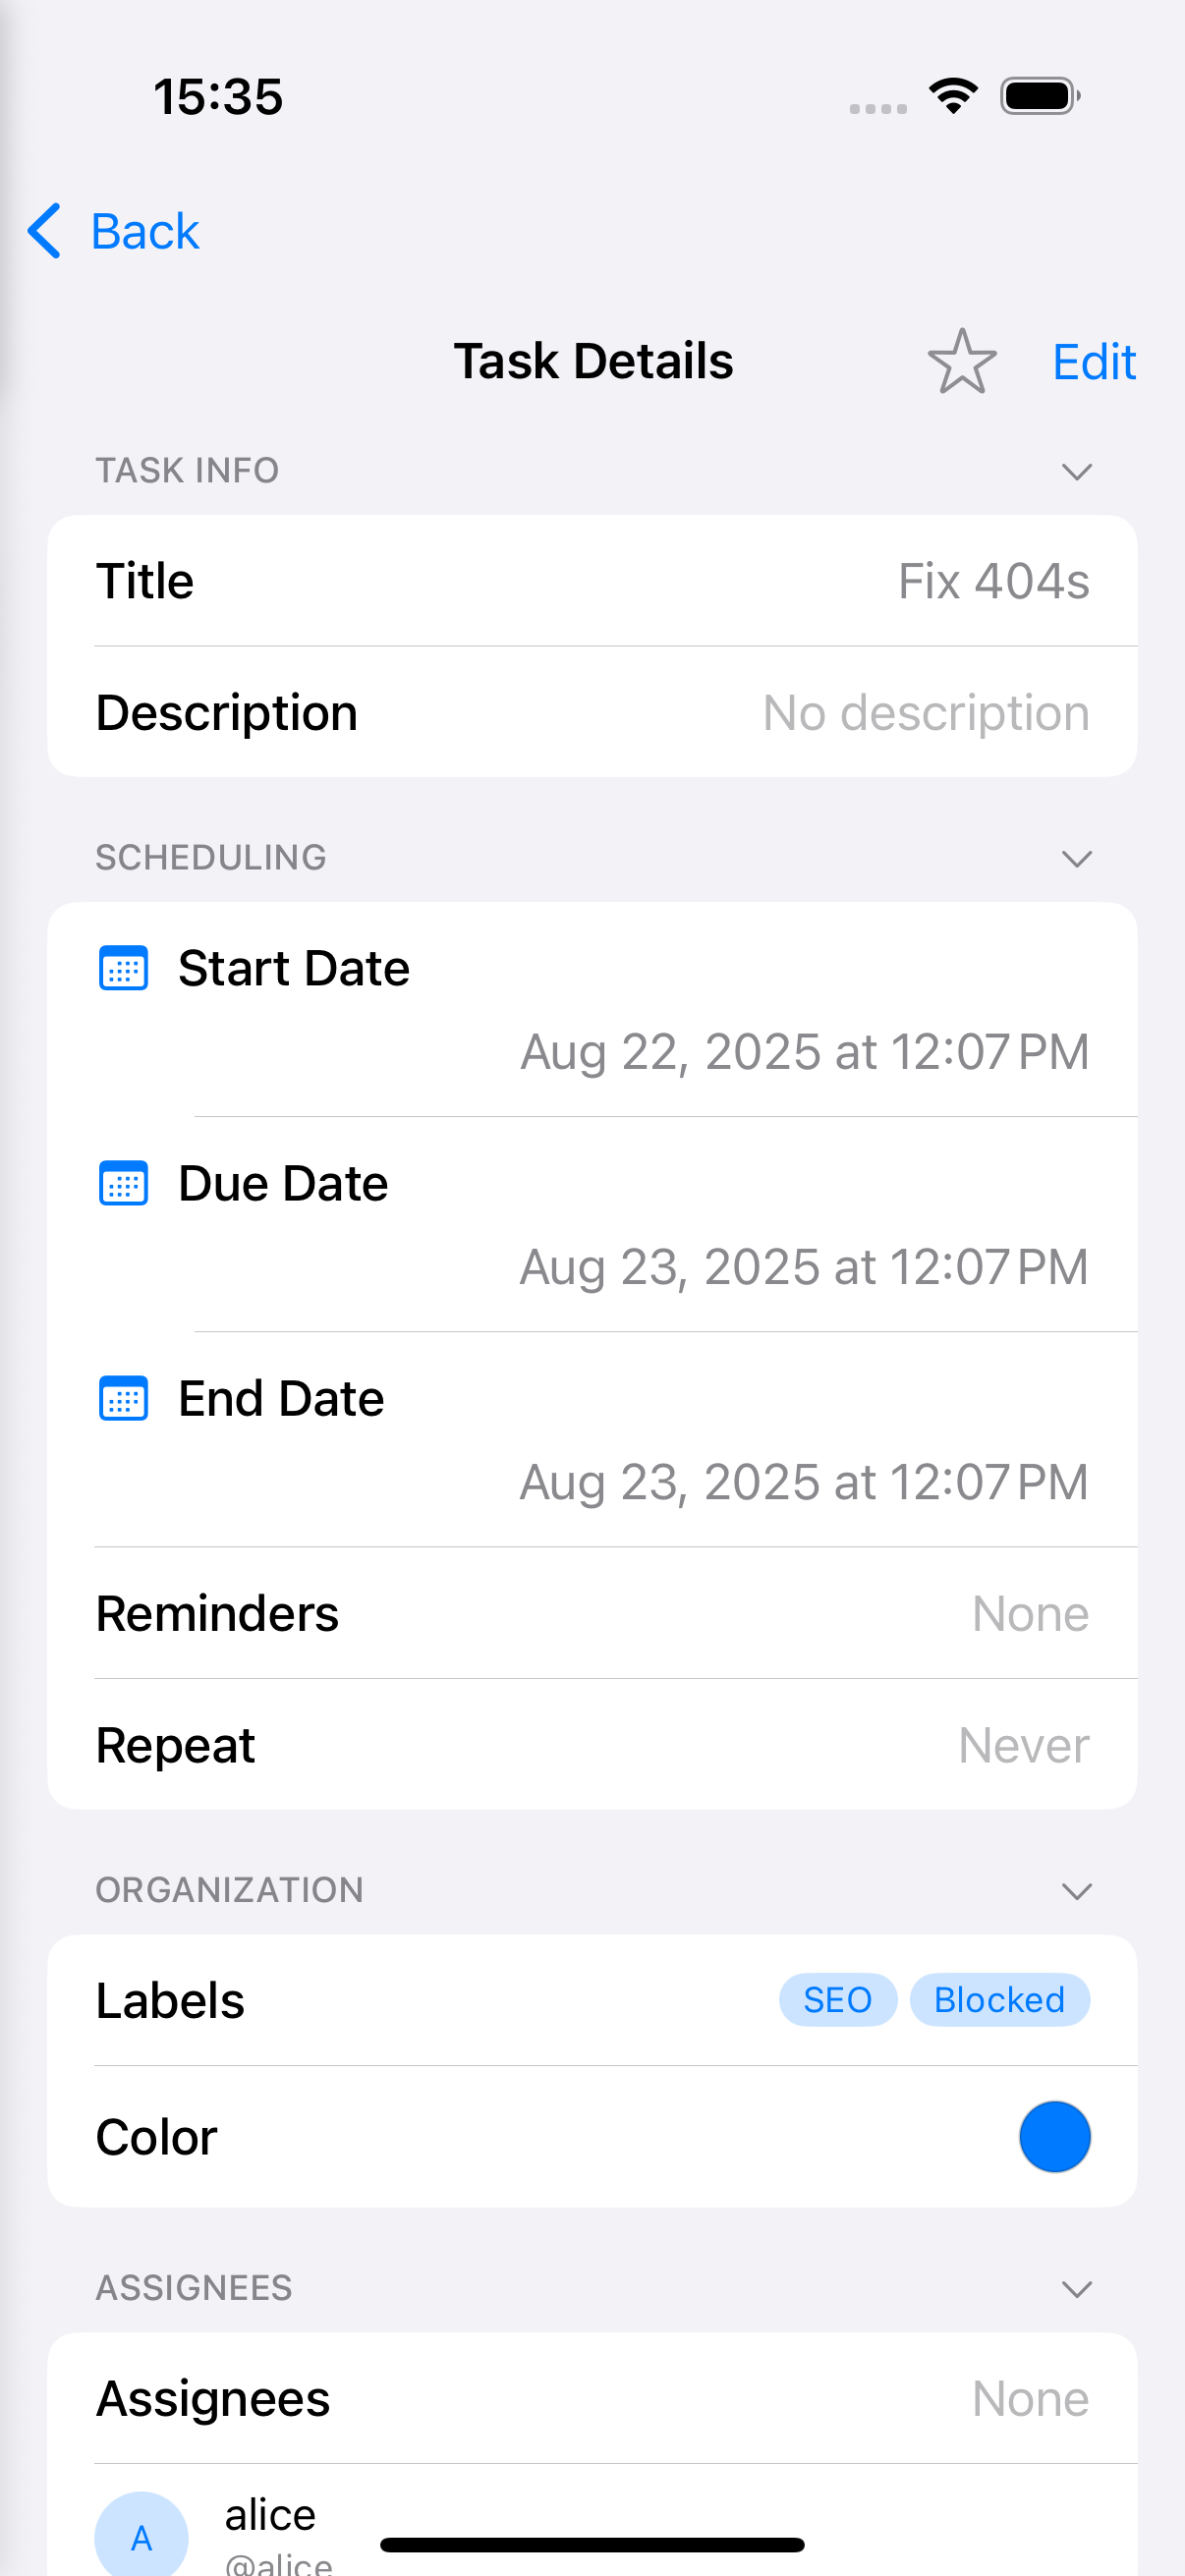 15:35
Back
Task Details
Edit
TASK INFO
Title
Fix 404s
Description
No description
SCHEDULING
Start Date
Aug 22, 2025 at 12:07 PM
Due Date
Aug 23, 2025 at 12:07 PM
End Date
Aug 23, 2025 at 12:07 PM
Reminders
None
Repeat
Never
ORGANIZATION
Labels
SEO
Blocked
Color
ASSIGNEES
Assignees
None
A
alice
@alice